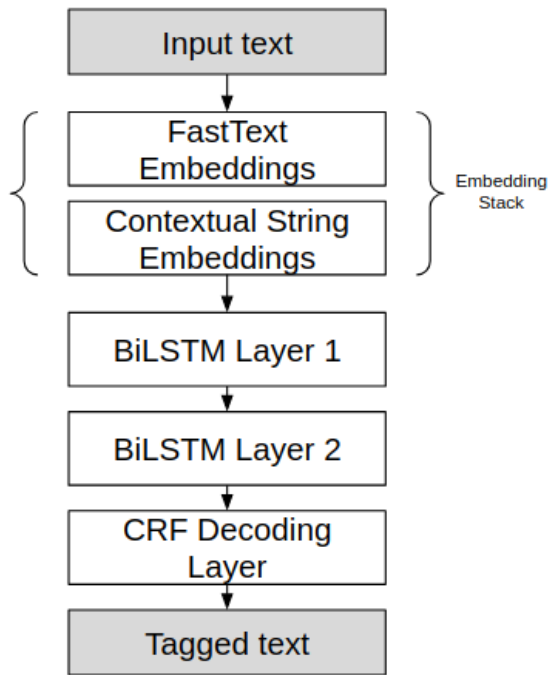 Input text
FastText
Embeddings
Contextual String
Embeddings
Embedding
Stack
BiLSTM Layer 1
BiLSTM Layer 2
CRF Decoding
Layer
Tagged text